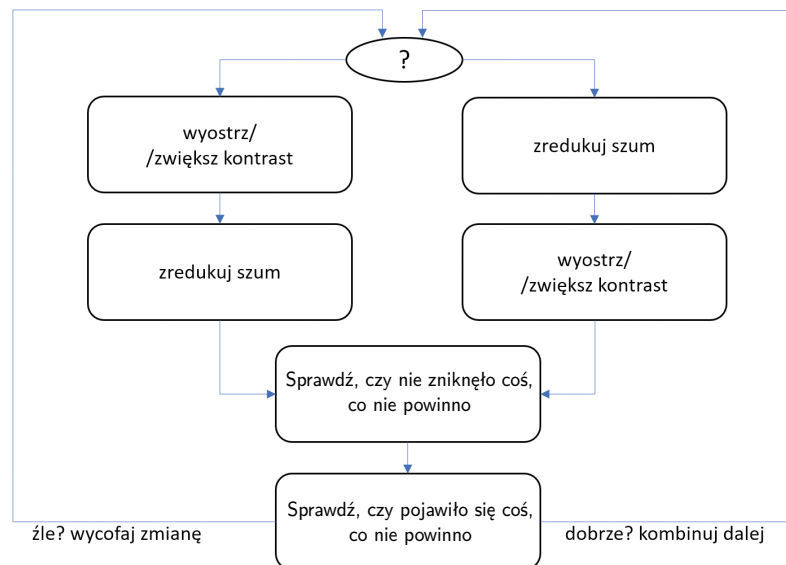 ?
wyostrz/
/zwiększ kontrast
zredukuj szum
zredukuj szum
wyostrz/
/zwiększ kontrast
Sprawdź, czy nie zniknęło coś,
co nie powinno
Sprawdź, czy pojawiło się coś,
co nie powinno
źle? wycofaj zmianę
dobrze? kombinuj dalej